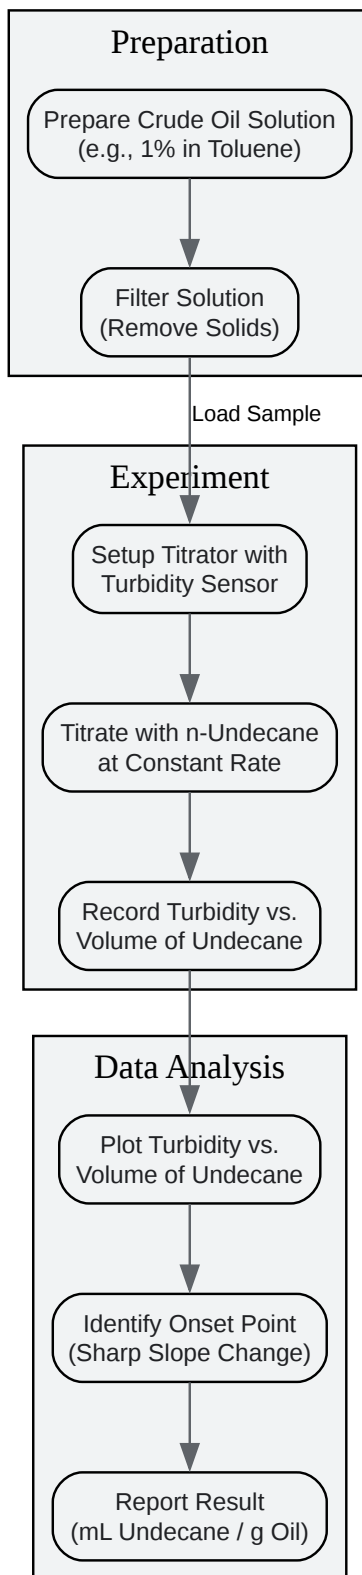 Preparation
Prepare Crude Oil Solution
(e.g., 1% in Toluene)
Filter Solution
(Remove Solids)
Load Sample
Experiment
Setup Titrator with
Turbidity Sensor
Titrate with n-Undecane
at Constant Rate
Record Turbidity vs.
Volume of Undecane
Data Analysis
Plot Turbidity vs.
Volume of Undecane
Identify Onset Point
(Sharp Slope Change)
Report Result
(mL Undecane / g Oil)